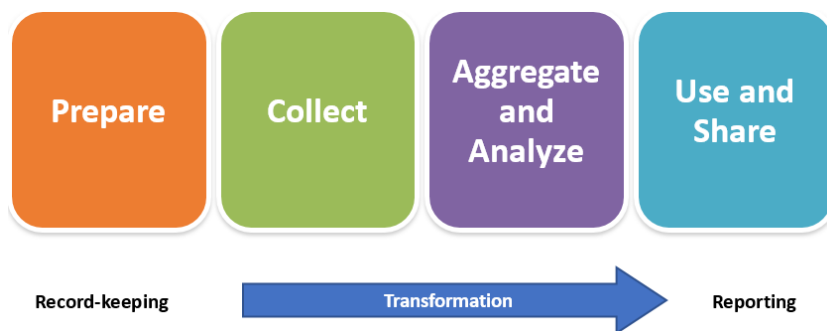 Prepare
Collect
Aggregate
and
Analyze
Use and
Share
Record-keeping
Transformation
Reporting